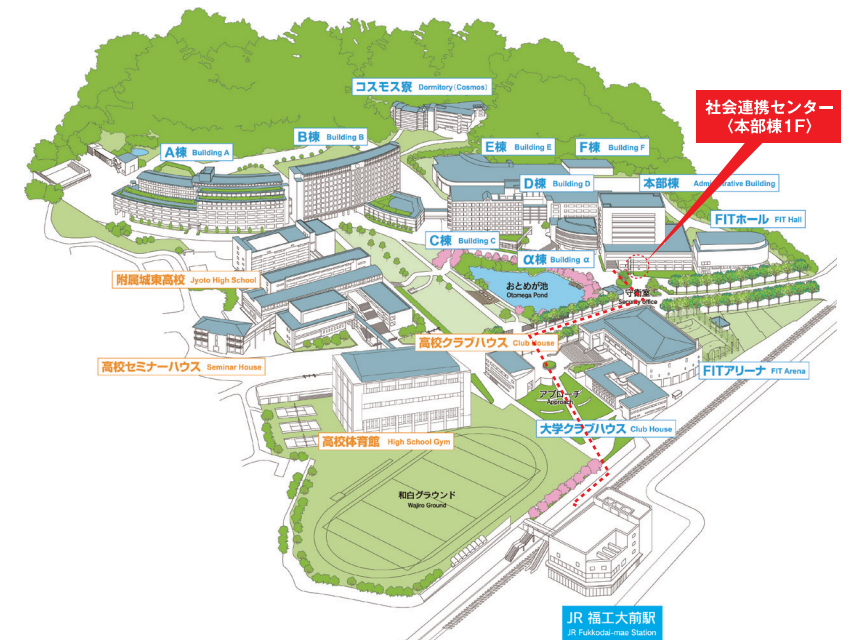 コスモス寮 Dormitory (Cosmos)
社会連携センター
〈本部棟1F〉
B棟 Building B
A棟 Building A
E棟 Building E
F棟 Building F
D棟 Building D
本部棟 Administrative Building
FITホール FIT Hall
C棟 Building C
α棟 Building α
附属城東高校 Jyoto High School
おとめが池
Otomega Pond
守衛室
Security office
高校クラブハウス Club House
高校セミナーハウス Seminar House
FITアリーナ FIT Arena
アプローチ
Approach
大学クラブハウス Club House
高校体育館 High School Gym
和白グラウンド
Wajiro Ground
JR 福工大前駅
JR Fukkodai-mae Station